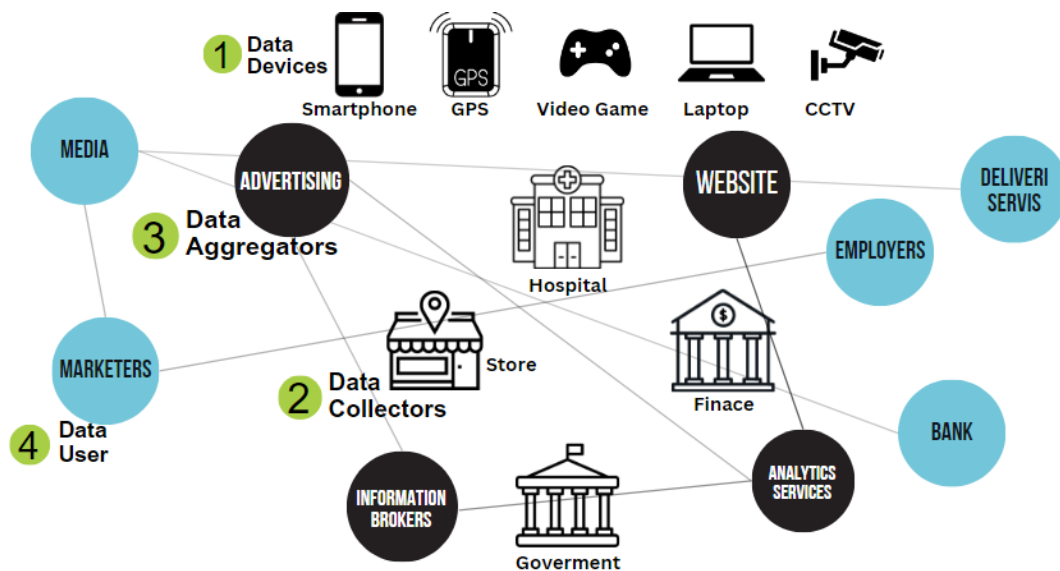 1 Data
Devices
GPS
Smartphone
GPS
Video Game
Laptop
CCTV
MEDIA
ADVERTISING
WEBSITE
DELIVERI
SERVIS
3 Data
Aggregators
EMPLOYERS
Hospital
MARKETERS
Store
2 Data
Collectors
$
Finace
4 Data
User
BANK
INFORMATION
BROKERS
ANALYTICS
SERVICES
Goverment